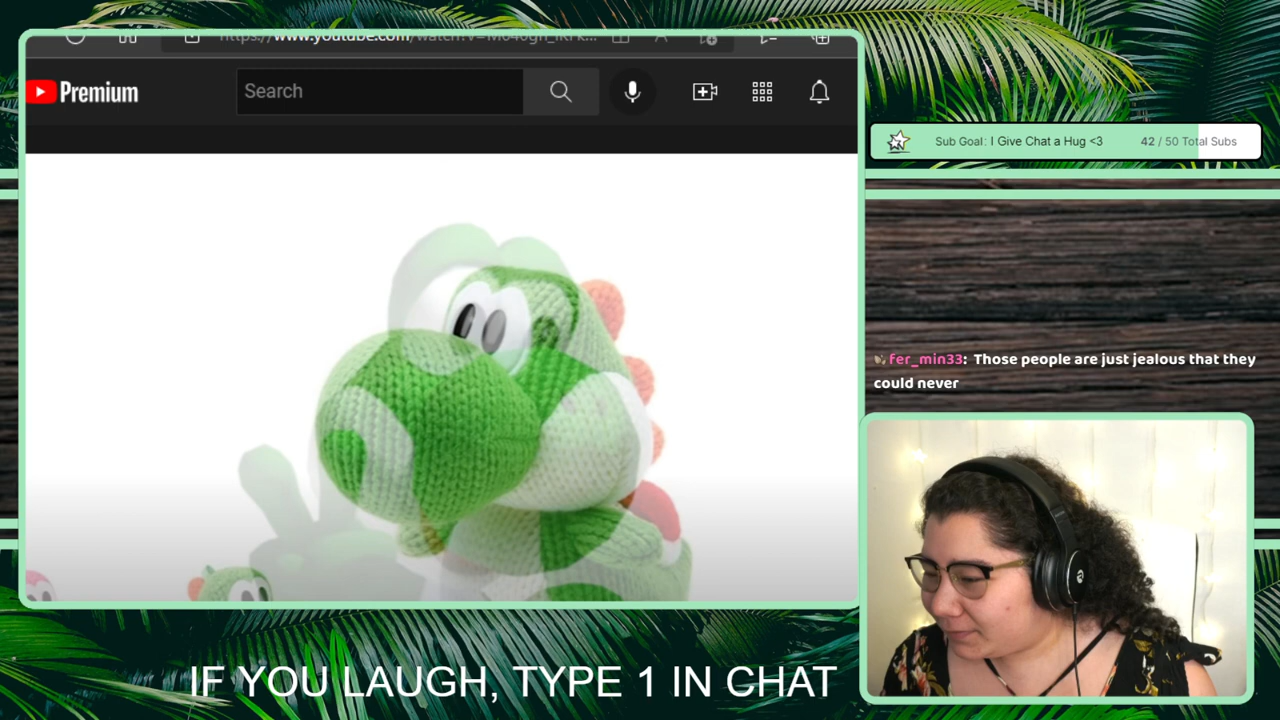 Premium
Search
Sub Goal: I Give Chat a Hug <3 42 / 50 Total Subs
fer_min33: Those people are just jealous that they
could never
IF YOU LAUGH, TYPE 1 IN CHAT